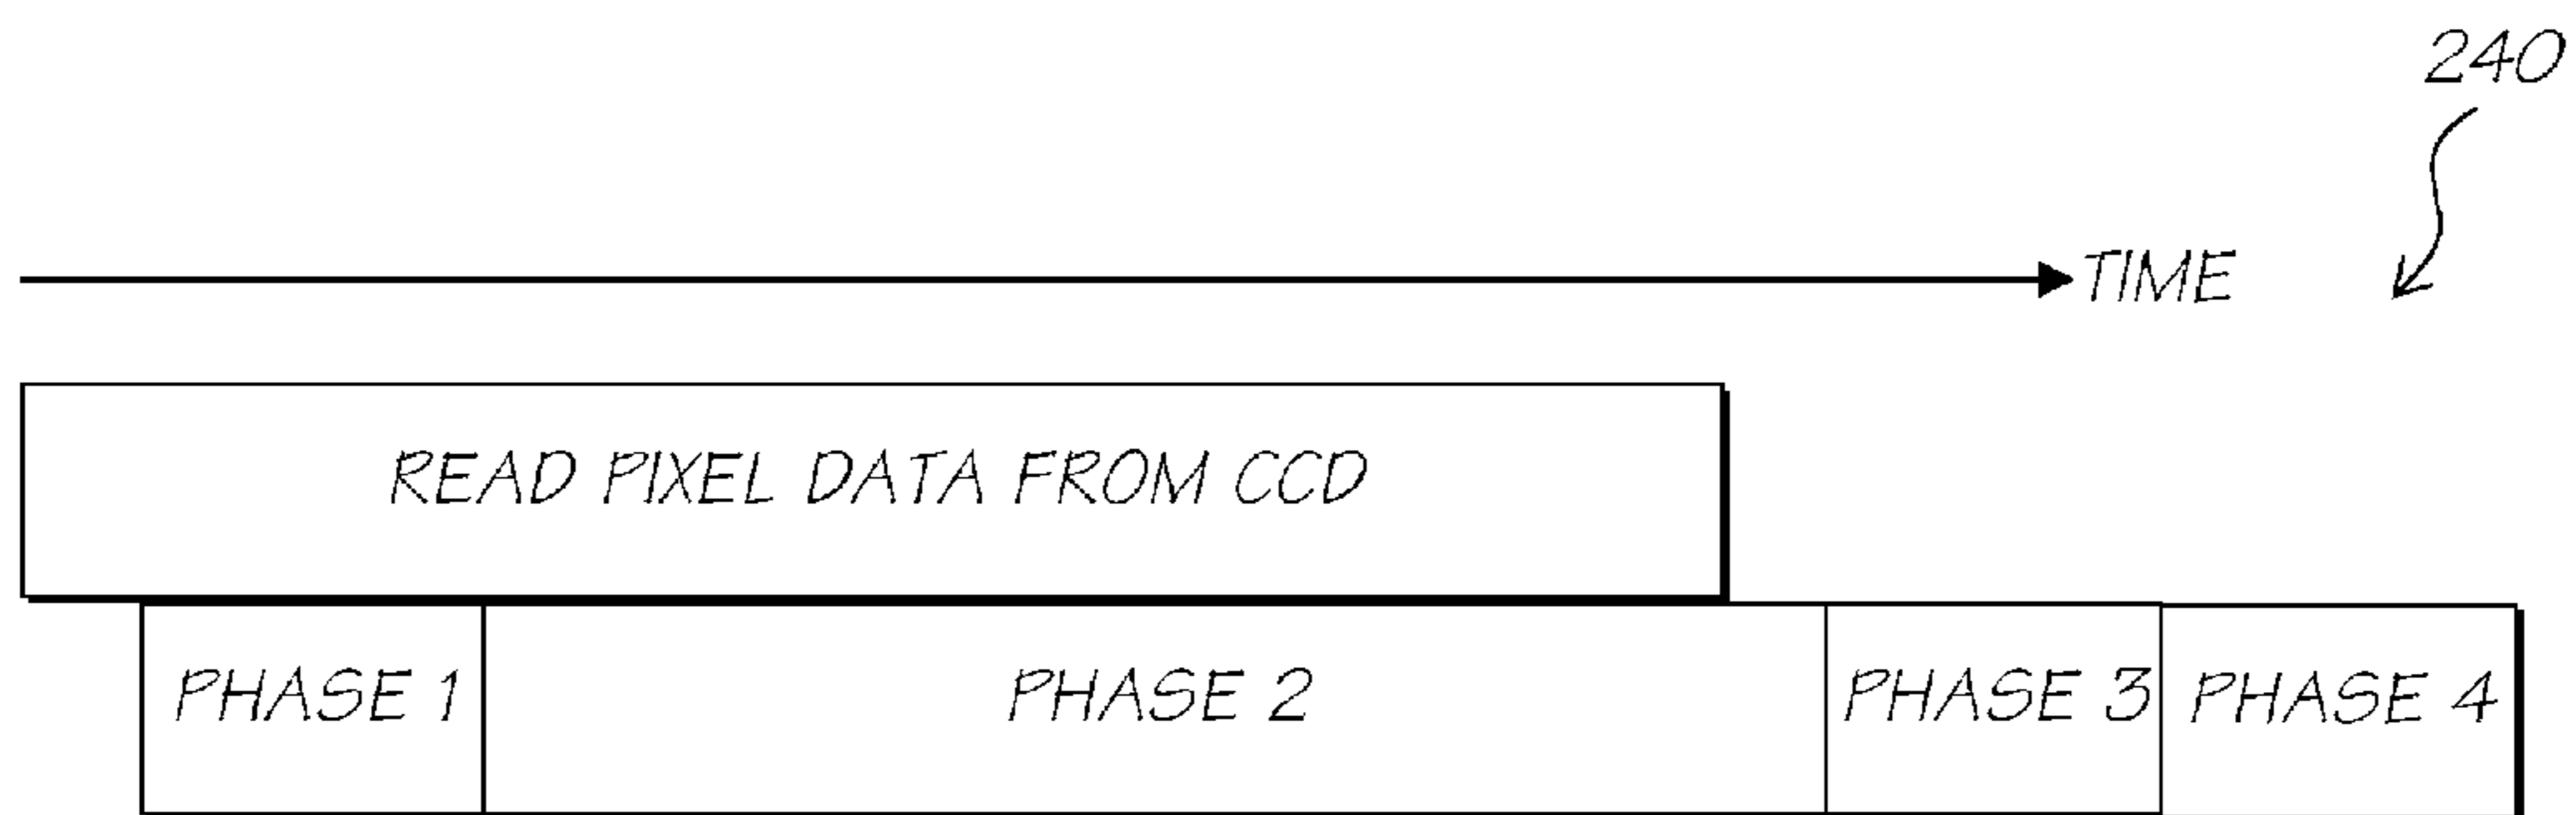 240
TIME
READ PIXEL DATA FROM CCD
PHASE 1 PHASE 2 PHASE 3 PHASE 4